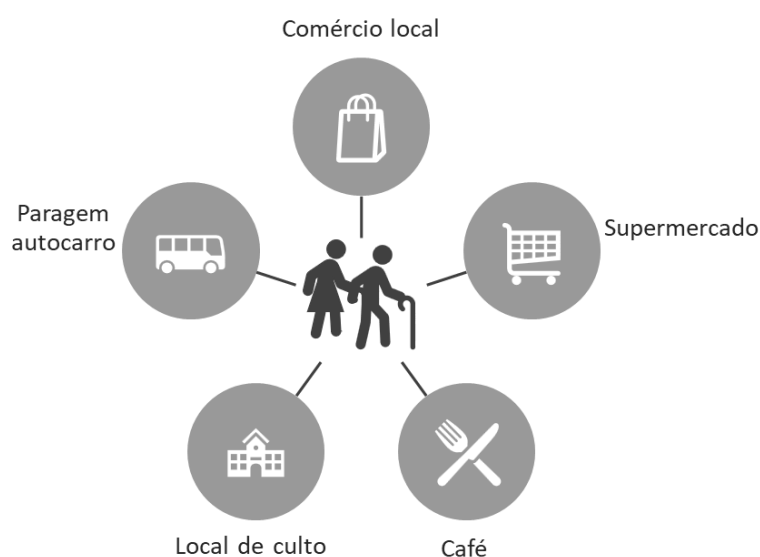 Comércio local
Paragem
autocarro
Supermercado
Local de culto
Café